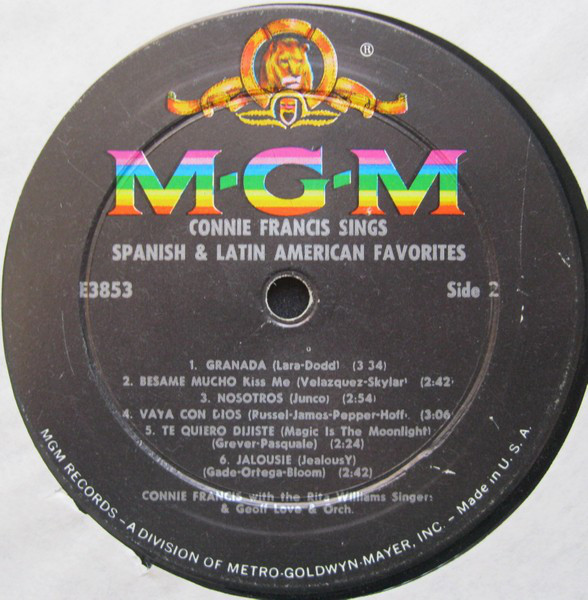 ®
M-G-M
CONNIE FRANCIS SINGS
SPANISH & LATIN AMERICAN FAVORITES
E3853 Side 2
1. GRANADA (Lara-Dodd) (3 34)
2. BESAME MUCHO Kiss Me (Velazquez-Skylar) (2:42)
3. NOSOTROS (Junco) (2:54)
4. VAYA CON DIOS (Russel-James-Pepper-Hoff) (3:06)
5. TE QUIERO DIJISTE (Magic Is The Moonlight)
(Grever-Pasquale) (2:24)
6. JALOUSIE (JealousY)
(Gade-Ortega-Bloom) (2:42)
CONNIE FRANCIS with the Rita Williams Singers
& Geoff Love & Orch.
MGM RECORDS – A DIVISION OF METRO-GOLDWYN-MAYER, INC. – Made in U. S. A.